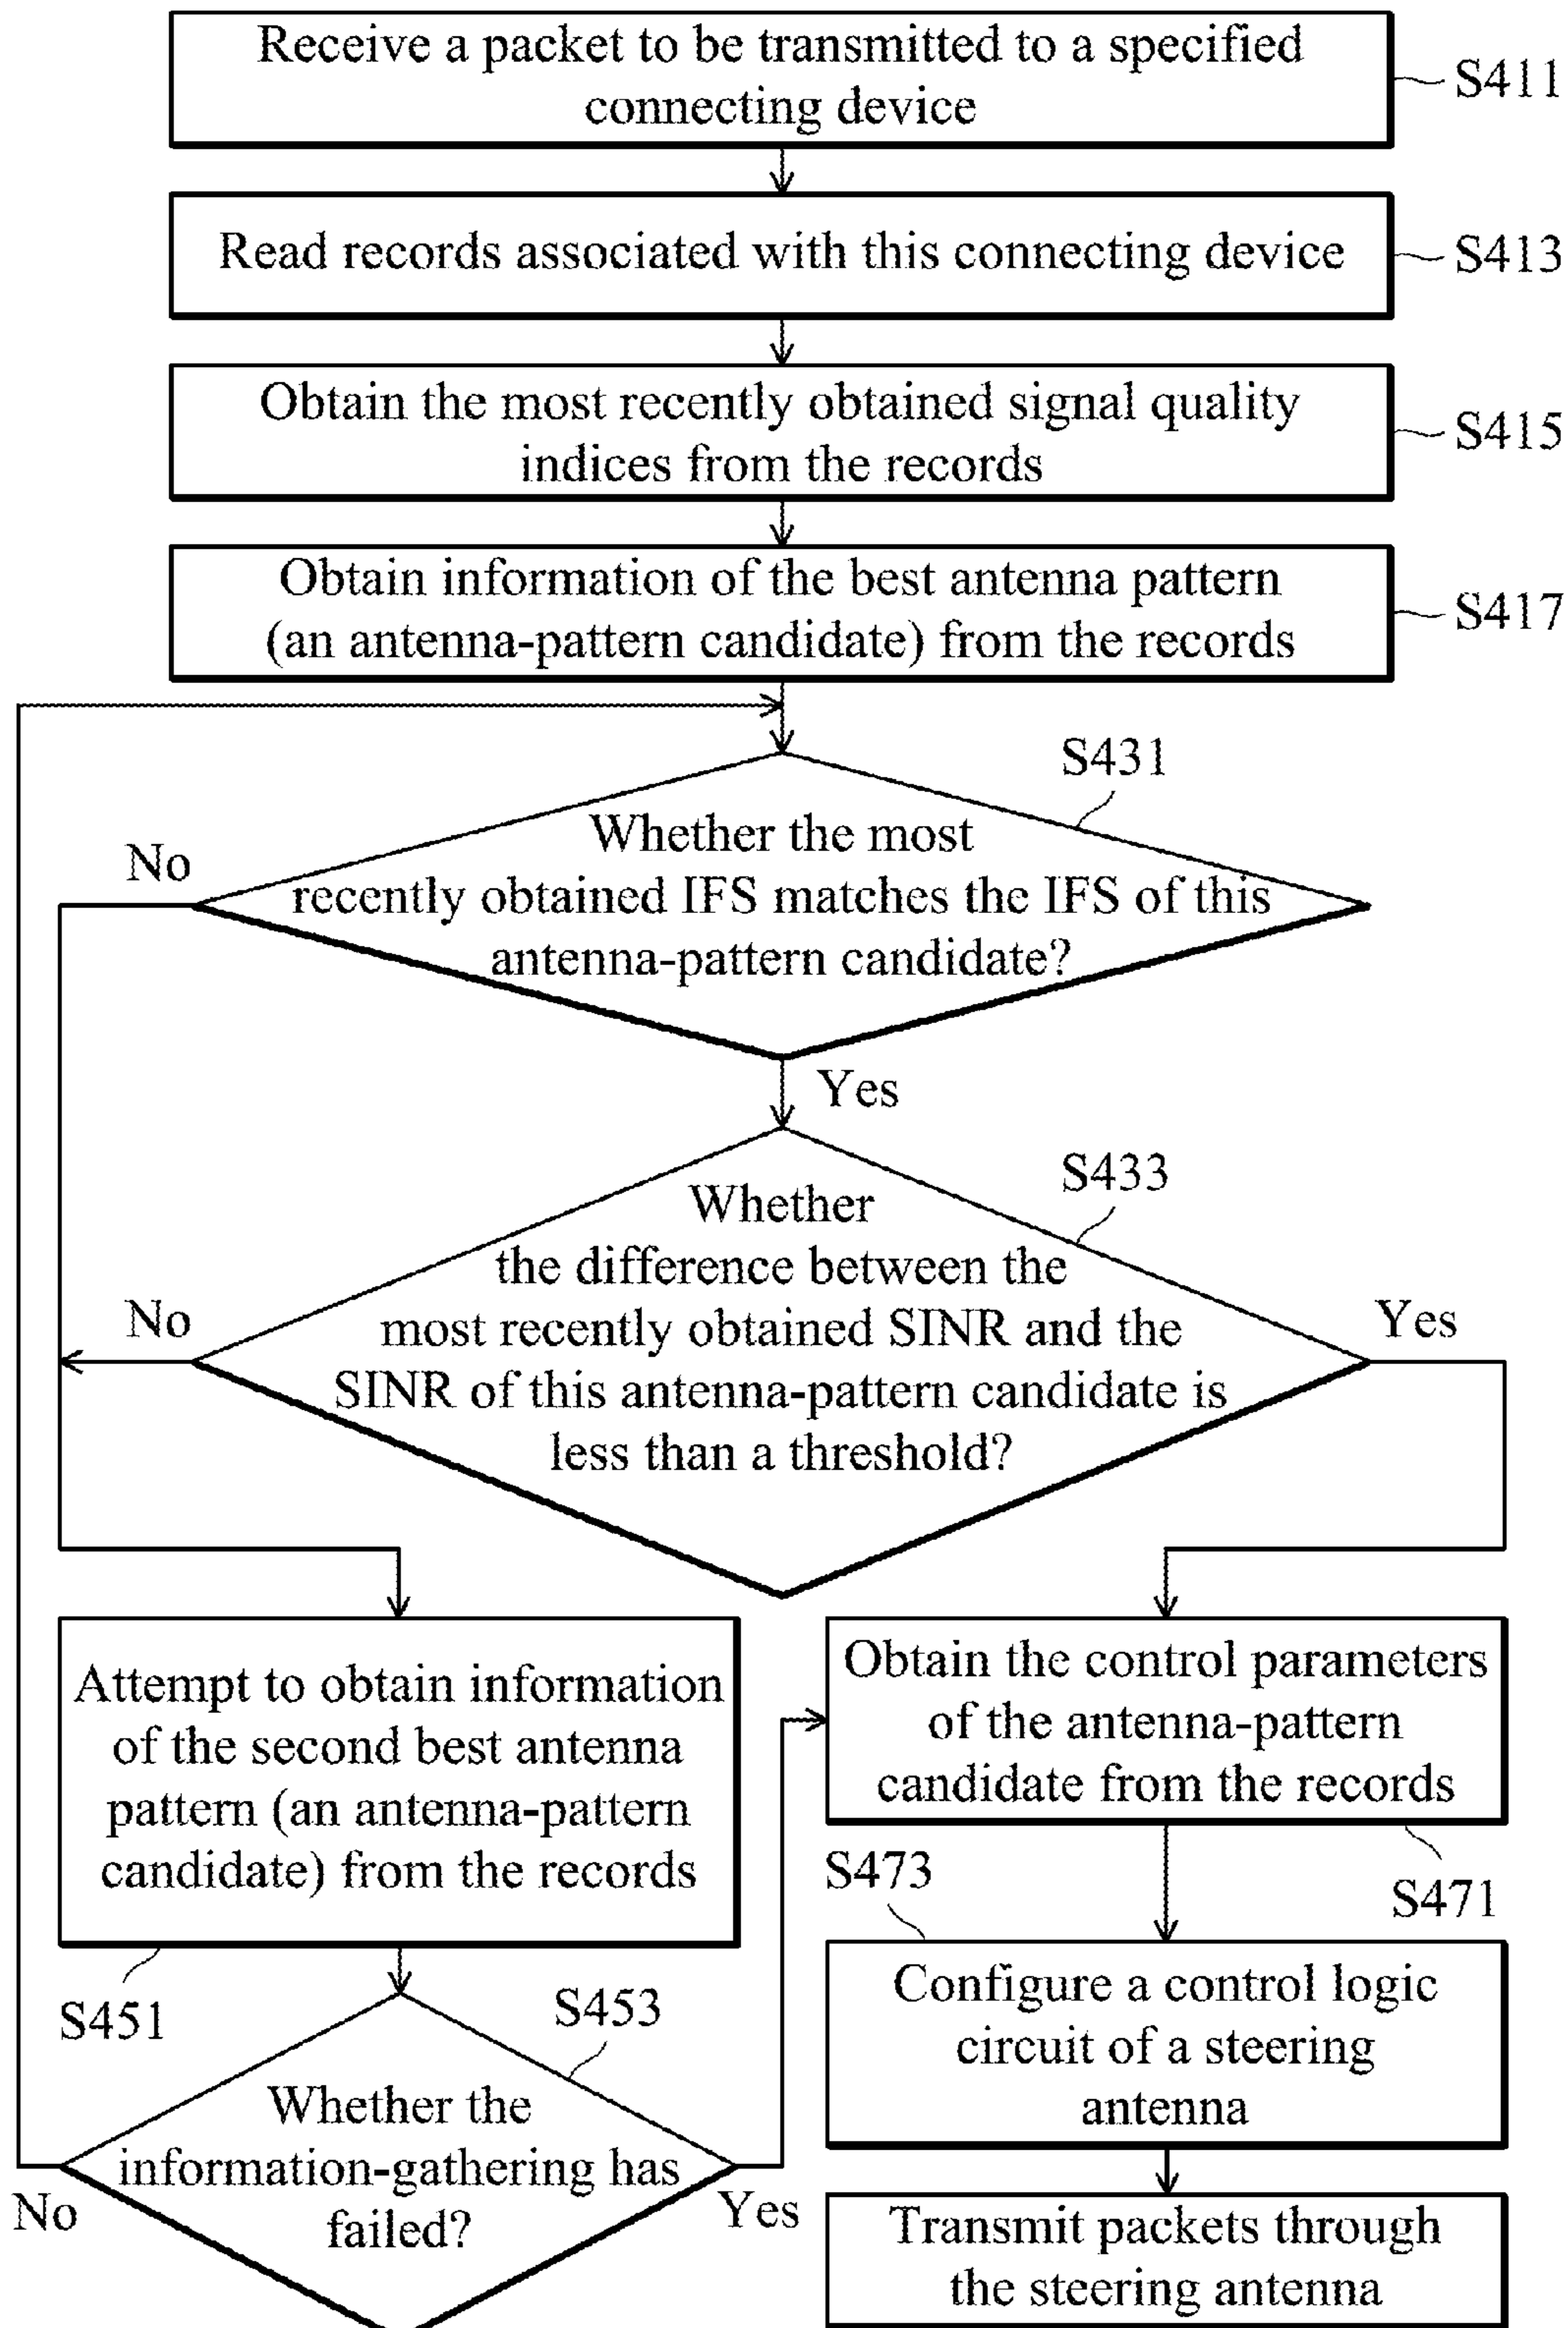 Receive a packet to be transmitted to a specified
connecting device
S411
Read records associated with this connecting device
S413
Obtain the most recently obtained signal quality
indices from the records
S415
Obtain information of the best antenna pattern
(an antenna-pattern candidate) from the records
S417
S431
Whether the most
recently obtained IFS matches the IFS of this
antenna-pattern candidate?
No
Yes
S433
Whether
the difference between the
most recently obtained SINR and the
SINR of this antenna-pattern candidate is
less than a threshold?
No
Yes
Attempt to obtain information
of the second best antenna
pattern (an antenna-pattern
candidate) from the records
S451
Obtain the control parameters
of the antenna-pattern
candidate from the records
S471
S473
Configure a control logic
circuit of a steering
antenna
S453
Whether the
information-gathering has
failed?
No
Yes
Transmit packets through
the steering antenna